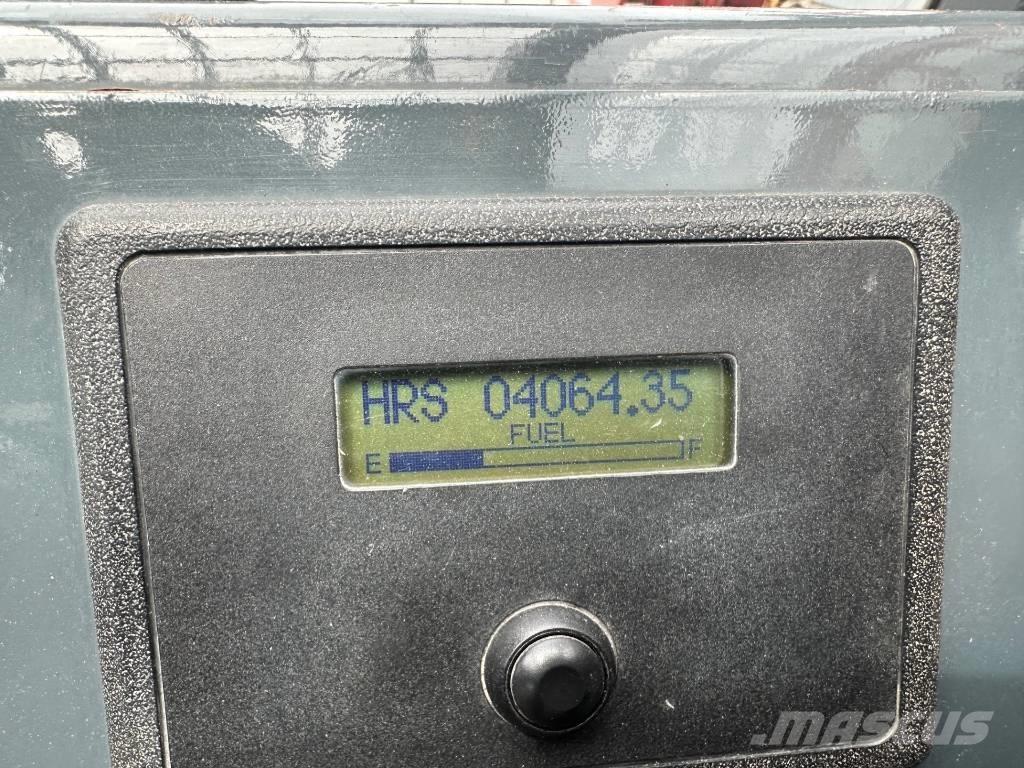 HRS 04064.35
FUEL
E F
MASCUS